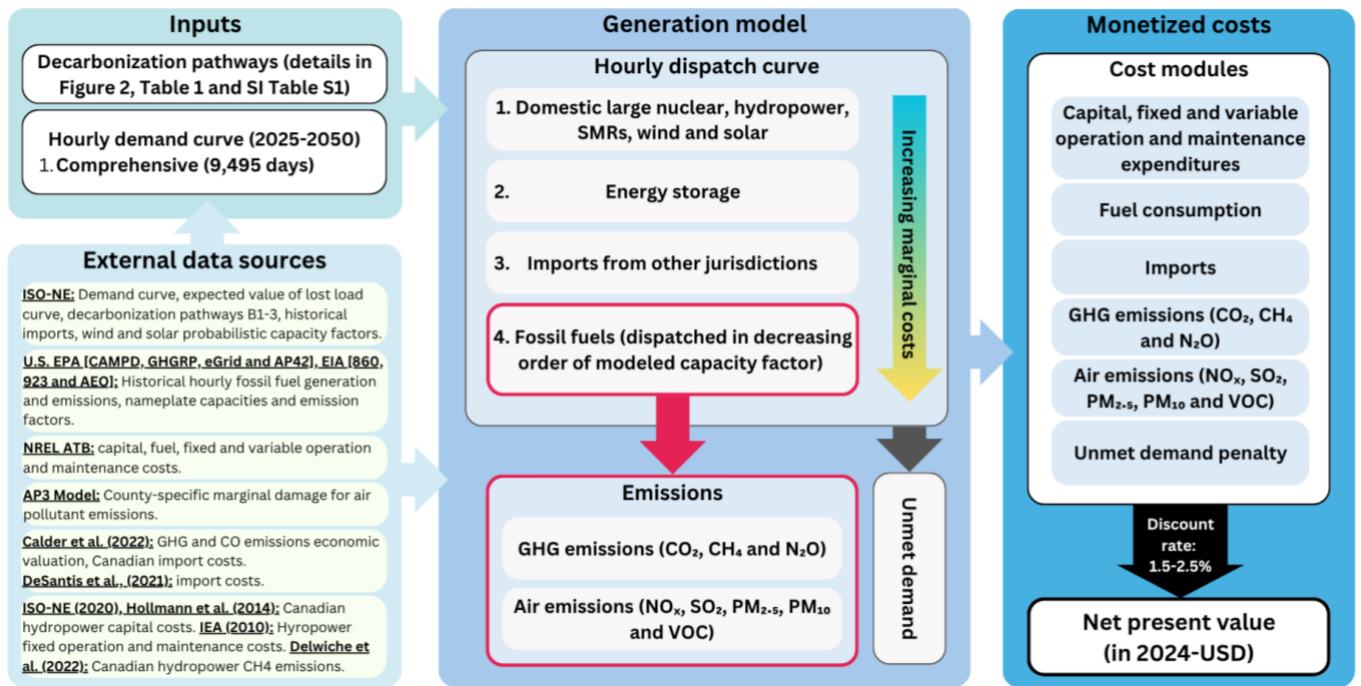 Inputs
Decarbonization pathways (details in
Figure 2, Table 1 and SI Table S1)
Hourly demand curve (2025-2050)
1. Comprehensive (9,495 days)
External data sources
ISO-NE: Demand curve, expected value of lost load
curve, decarbonization pathways B1-3, historical
imports, wind and solar probabilistic capacity factors.
U.S. EPA [CAMPD, GHGRP, eGrid and AP42], EIA [860,
923 and AEO]: Historical hourly fossil fuel generation
and emissions, nameplate capacities and emission
factors.
NREL ATB: capital, fuel, fixed and variable operation
and maintenance costs.
AP3 Model: County-specific marginal damage for air
pollutant emissions.
Calder et al. (2022): GHG and CO emissions economic
valuation, Canadian import costs.
DeSantis et al., (2021): import costs.
ISO-NE (2020), Hollmann et al. (2014): Canadian
hydropower capital costs. IEA (2010): Hyropower
fixed operation and maintenance costs. Delwiche et
al. (2022): Canadian hydropower CH4 emissions.
Generation model
Hourly dispatch curve
1. Domestic large nuclear, hydropower,
SMRs, wind and solar
2. Energy storage
3. Imports from other jurisdictions
4. Fossil fuels (dispatched in decreasing
order of modeled capacity factor)
Increasing marginal costs
Emissions
GHG emissions (CO₂, CH₄ and N₂O)
Air emissions (NOₓ, SO₂, PM₂.₅, PM₁₀
and VOC)
Unmet demand
Monetized costs
Cost modules
Capital, fixed and variable
operation and maintenance
expenditures
Fuel consumption
Imports
GHG emissions (CO₂, CH₄
and N₂O)
Air emissions (NOₓ, SO₂,
PM₂.₅, PM₁₀ and VOC)
Unmet demand penalty
Discount
rate:
1.5-2.5%
Net present value
(in 2024-USD)